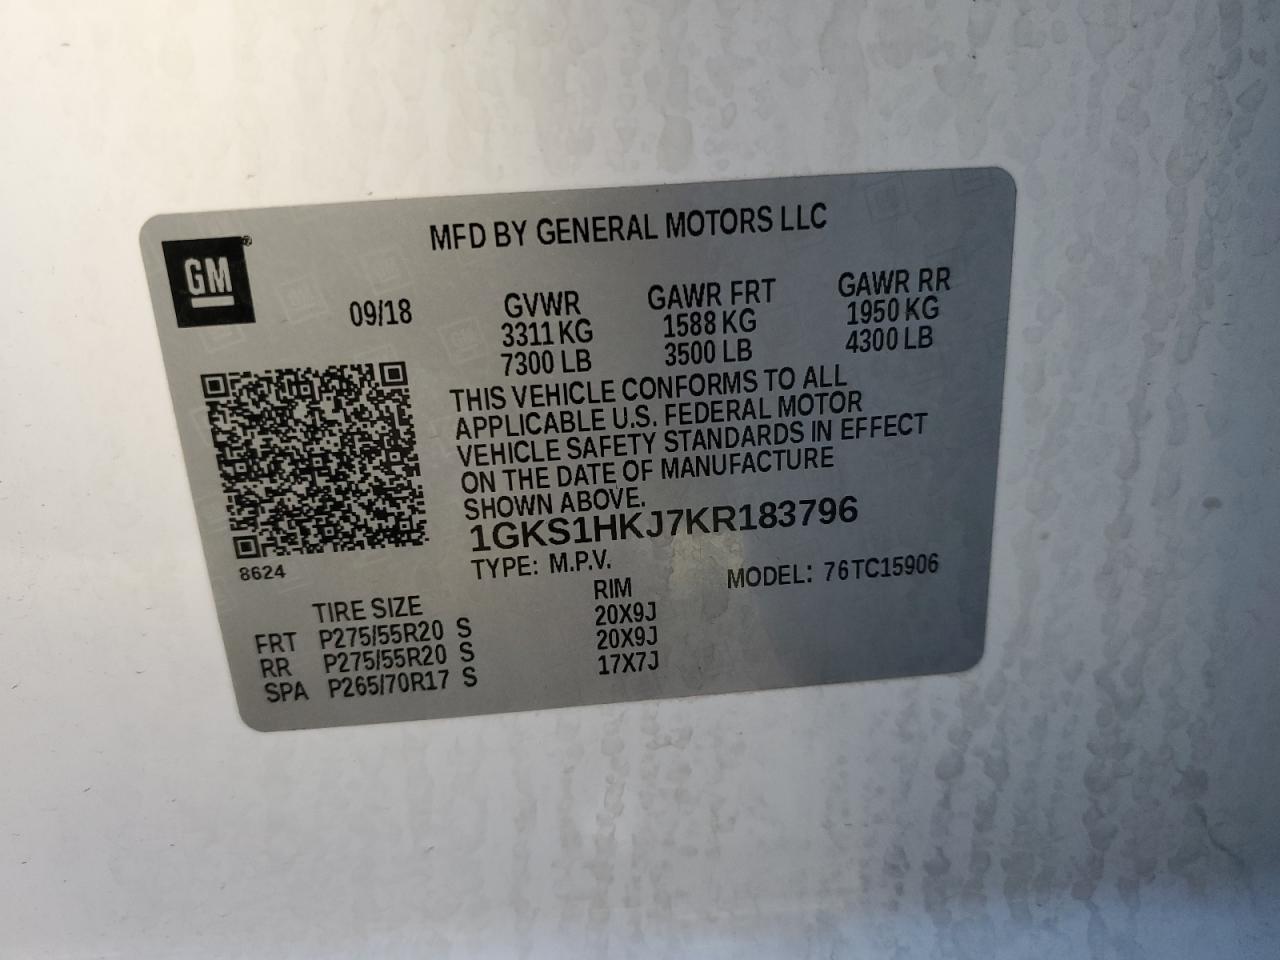 MFD BY GENERAL MOTORS LLC
GM®
09/18
GVWR
3311 KG
7300 LB
GAWR FRT
1588 KG
3500 LB
GAWR RR
1950 KG
4300 LB
THIS VEHICLE CONFORMS TO ALL
APPLICABLE U.S. FEDERAL MOTOR
VEHICLE SAFETY STANDARDS IN EFFECT
ON THE DATE OF MANUFACTURE
SHOWN ABOVE.
1GKS1HKJ7KR183796
8624
TYPE: M.P.V. MODEL: 76TC15906
TIRE SIZE RIM
FRT P275/55R20 S 20X9J
RR P275/55R20 S 20X9J
SPA P265/70R17 S 17X7J